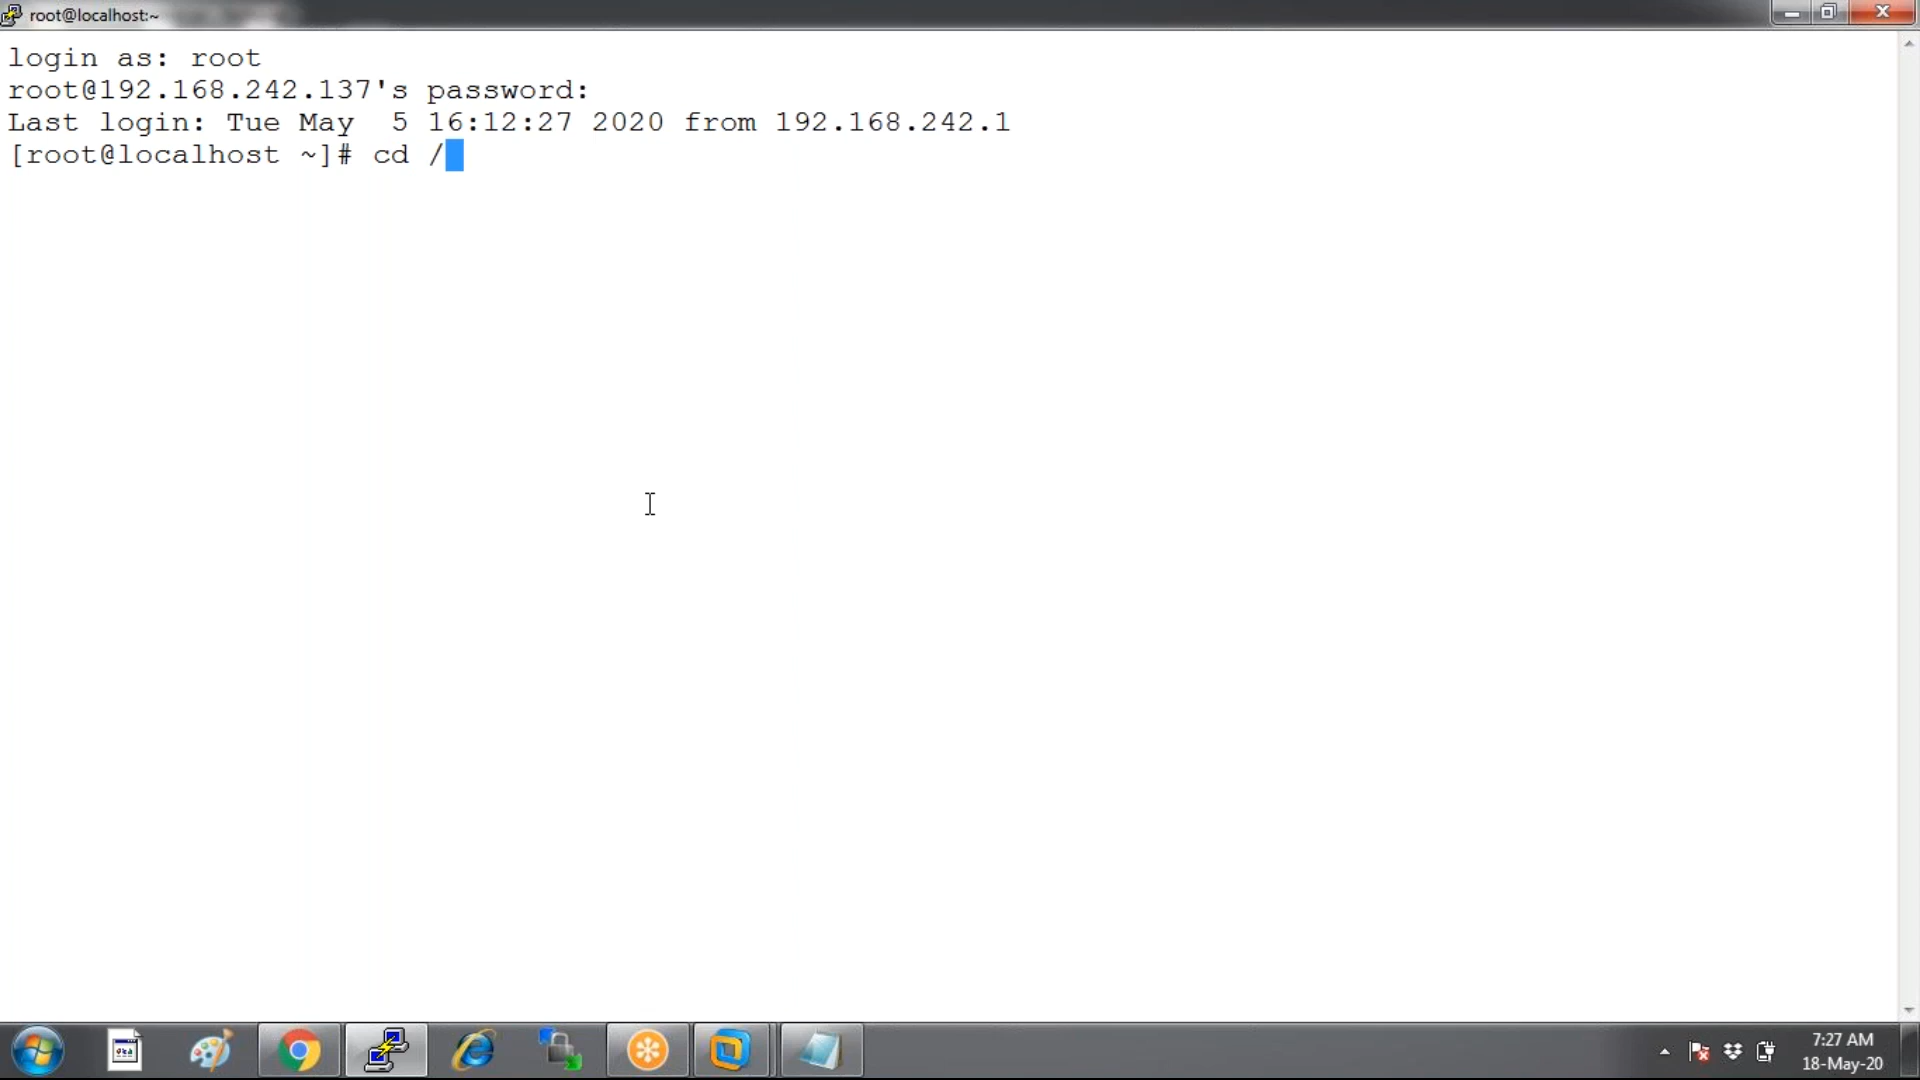 root@localhost:~
login as: root
root@192.168.242.137's password:
Last login: Tue May  5 16:12:27 2020 from 192.168.242.1
[root@localhost ~]# cd /
7:27 AM
18-May-20